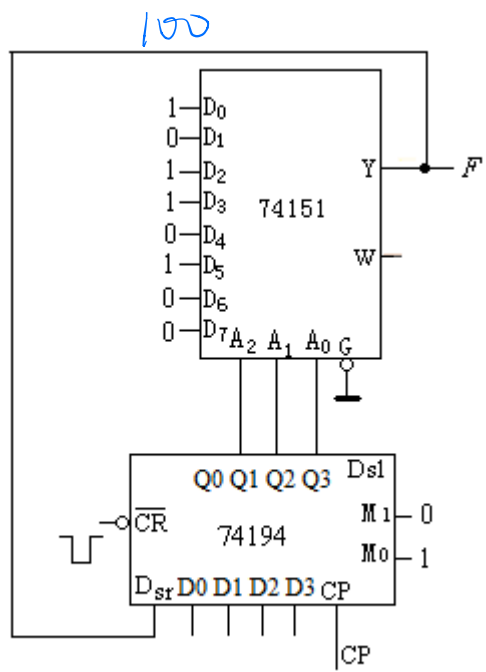 100
1 D0
0 D1
1 D2
1 D3
0 D4
1 D5
0 D6
0 D7
74151
Y F
W
A2 A1 A0 G
Q0 Q1 Q2 Q3 Dsl
CR
74194
M1 0
M0 1
Dsr D0 D1 D2 D3 CP
CP